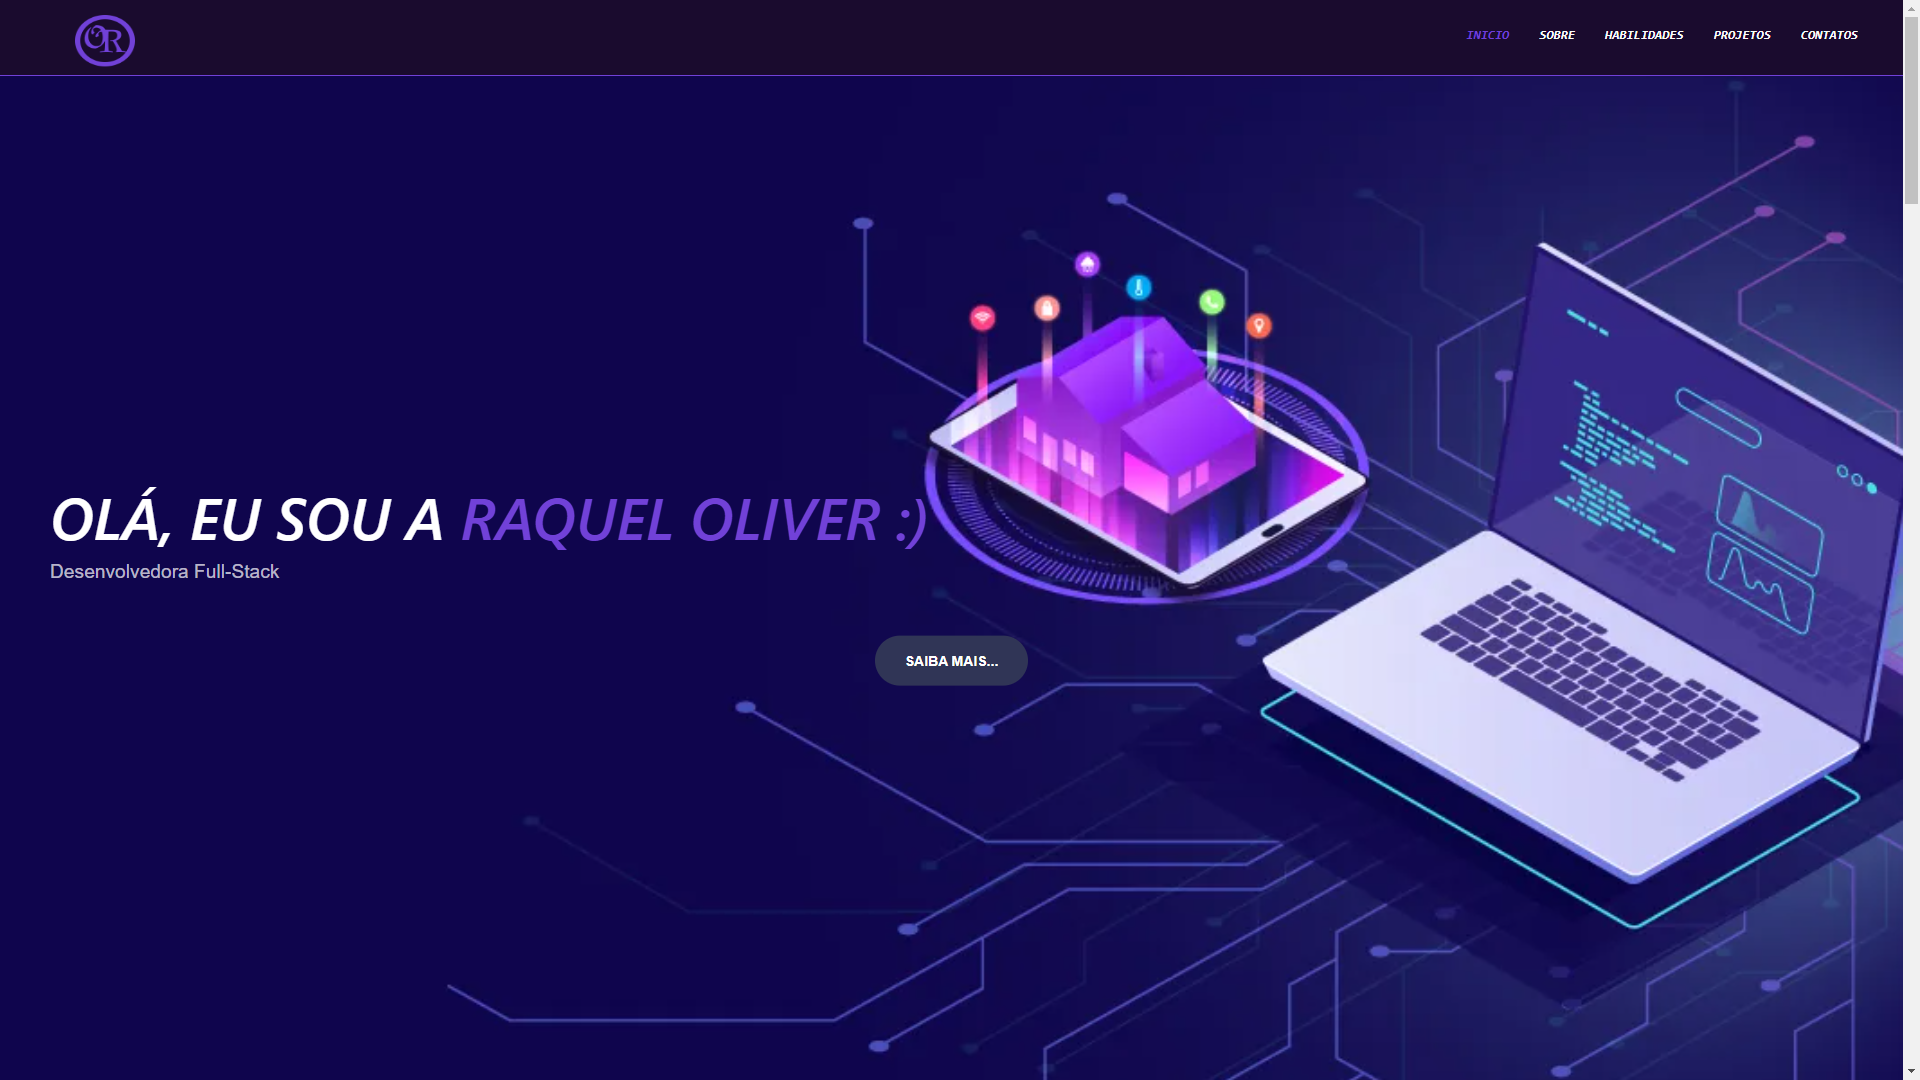 OR
INICIO
SOBRE
HABILIDADES
PROJETOS
CONTATOS
OLÁ, EU SOU A RAQUEL OLIVER :)
Desenvolvedora Full-Stack
SAIBA MAIS...